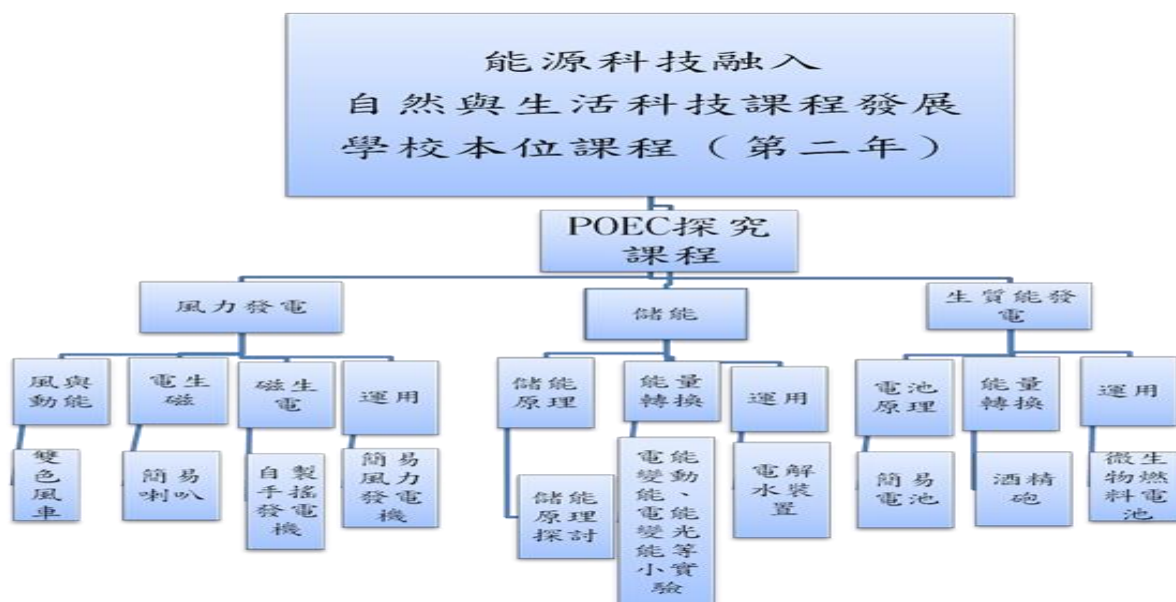 能源科技融入
自然與生活科技課程發展
學校本位課程（第二年）
POEC探究
課程
風力發電
儲能
生質能發
電
風與
動能
電生
磁
磁生
電
運用
儲能
原理
能量
轉換
運用
電池
原理
能量
轉換
運用
雙
色風
車
簡易
喇叭
自製
手搖
發電
機
簡易
風力
發電
機
儲能
原理
探討
電能
變動
能、
電能
變光
能等
小實
驗
電解
水裝
置
簡易
電池
酒精
砲
微生
物燃
料電
池